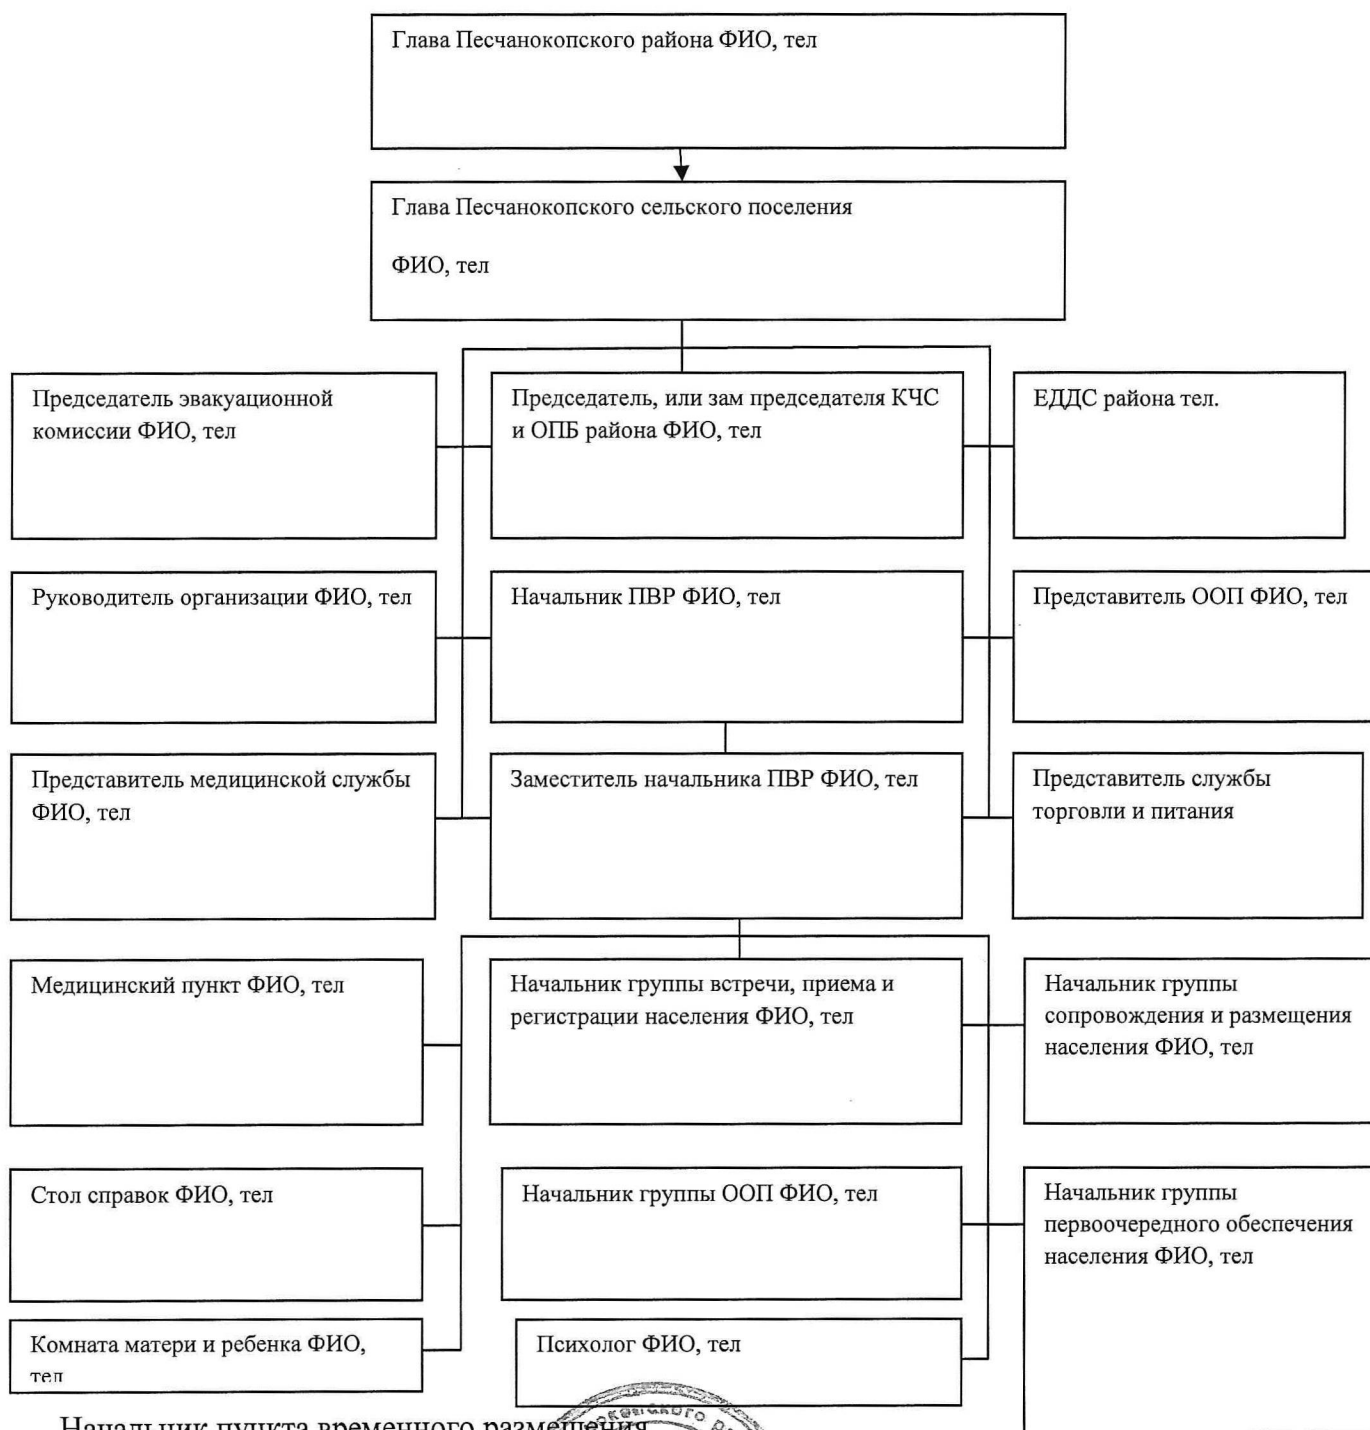 Глава Песчанокопского района ФИО, тел
Глава Песчанокопского сельского поселения
ФИО, тел
Председатель эвакуационной
комиссии ФИО, тел
Председатель, или зам председателя КЧС
и ОПБ района ФИО, тел
ЕДДС района тел.
Руководитель организации ФИО, тел
Начальник ПВР ФИО, тел
Представитель ООП ФИО, тел
Представитель медицинской службы
ФИО, тел
Заместитель начальника ПВР ФИО, тел
Представитель службы
торговли и питания
Медицинский пункт ФИО, тел
Начальник группы встречи, приема и
регистрации населения ФИО, тел
Начальник группы
сопровождения и размещения
населения ФИО, тел
Стол справок ФИО, тел
Начальник группы ООП ФИО, тел
Начальник группы
первоочередного обеспечения
населения ФИО, тел
Комната матери и ребенка ФИО,
тел
Психолог ФИО, тел
Начальник пункта временного размещения